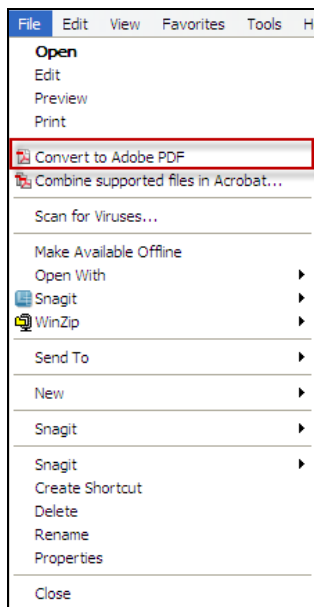 File Edit View Favorites Tools H
Open
Edit
Preview
Print
Convert to Adobe PDF
Combine supported files in Acrobat...
Scan for Viruses...
Make Available Offline
Open With
Snagit
WinZip
Send To
New
Snagit
Snagit
Create Shortcut
Delete
Rename
Properties
Close